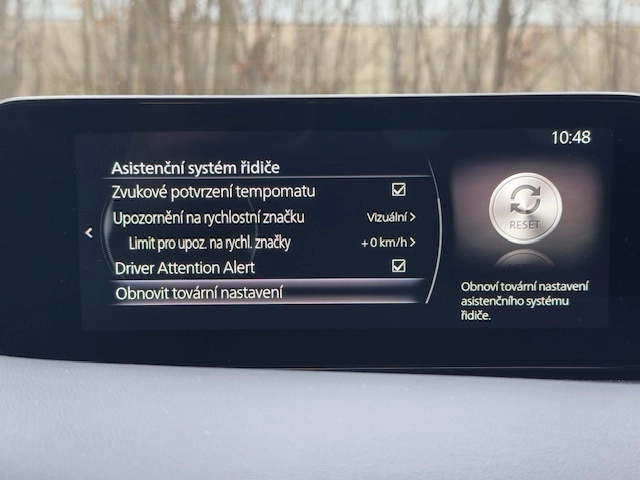 10:48
Asistenční systém řidiče
Zvukové potvrzení tempomatu
Upozornění na rychlostní značku Vizuální
Limit pro upoz. na rychl. značky + 0 km/h
Driver Attention Alert
Obnovit tovární nastavení
RESET
Obnoví tovární nastavení
asistenčního systému
řidiče.